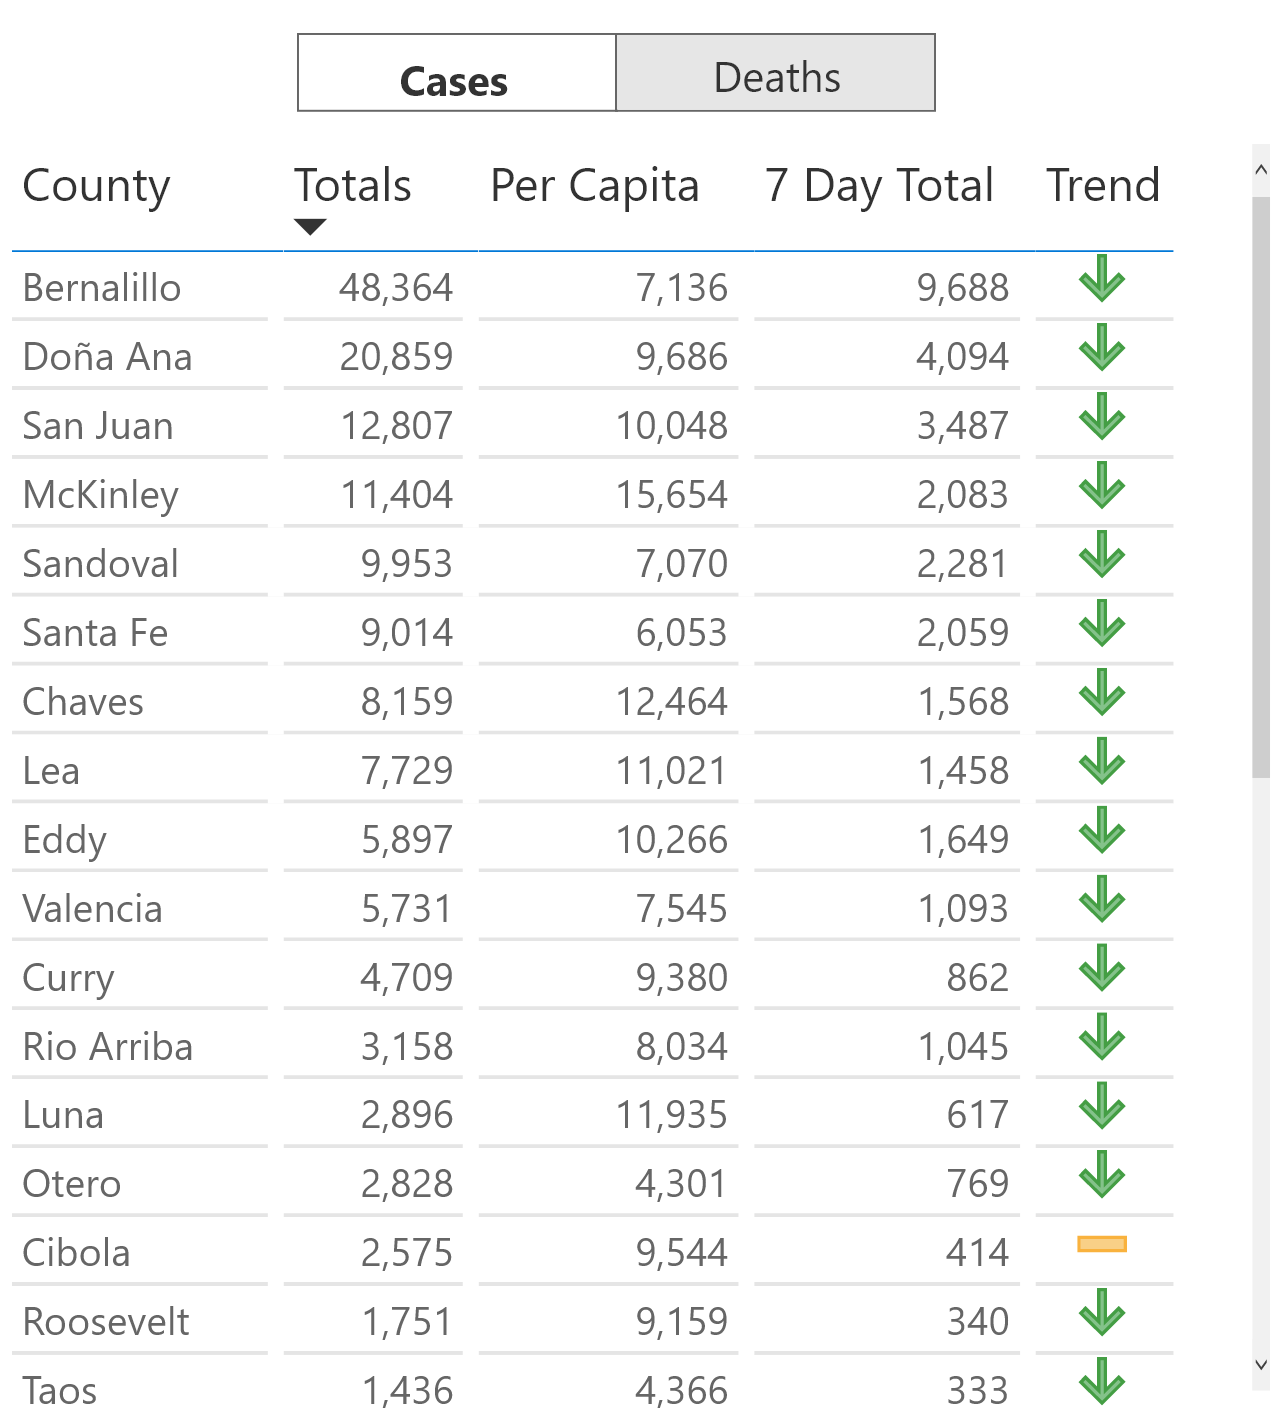 Cases Deaths
County Totals Per Capita 7 Day Total Trend
Bernalillo 48,364 7,136 9,688
Doña Ana 20,859 9,686 4,094
San Juan 12,807 10,048 3,487
McKinley 11,404 15,654 2,083
Sandoval 9,953 7,070 2,281
Santa Fe 9,014 6,053 2,059
Chaves 8,159 12,464 1,568
Lea 7,729 11,021 1,458
Eddy 5,897 10,266 1,649
Valencia 5,731 7,545 1,093
Curry 4,709 9,380 862
Rio Arriba 3,158 8,034 1,045
Luna 2,896 11,935 617
Otero 2,828 4,301 769
Cibola 2,575 9,544 414
Roosevelt 1,751 9,159 340
Taos 1,436 4,366 333